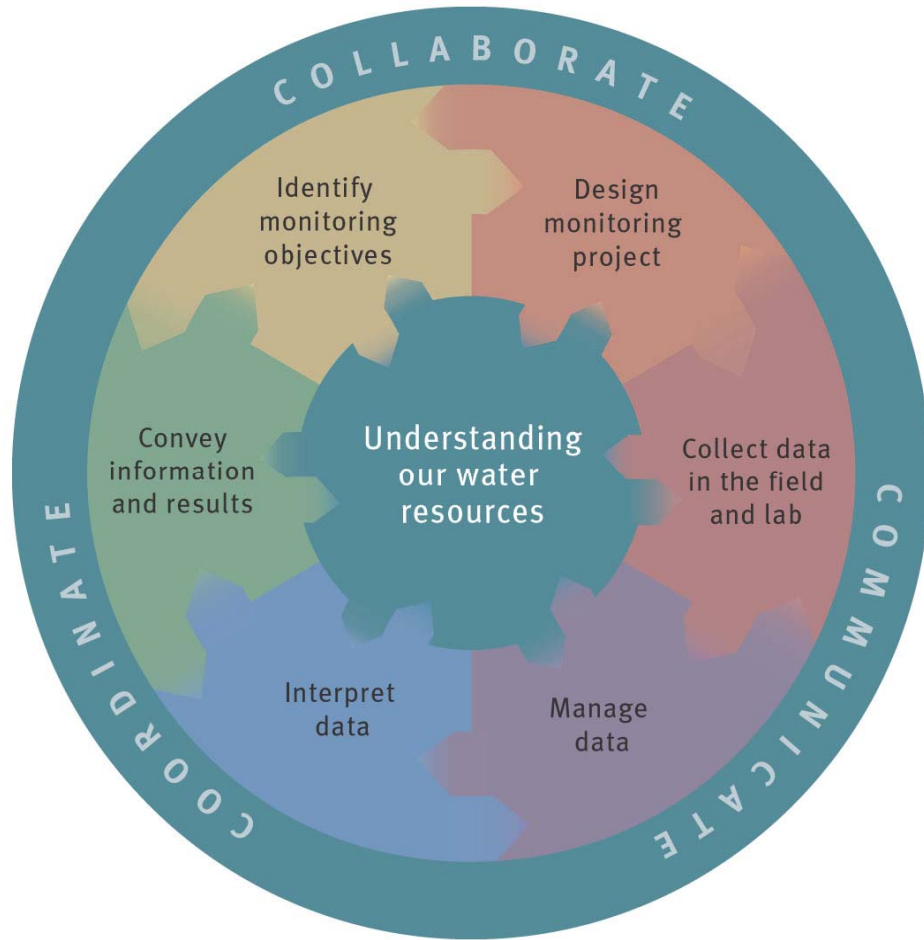 COLLABORATE
Identify
monitoring
objectives
Design
monitoring
project
Convey
information
and results
Understanding
our water
resources
Collect data
in the field
and lab
Interpret
data
Manage
data
COORDINATE
COMMUNICATE